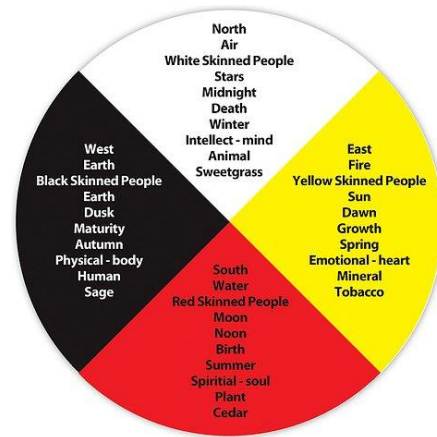 North
Air
White Skinned People
Stars
Midnight
Death
Winter
Intellect - mind
Animal
Sweetgrass
West
Earth
Black Skinned People
Earth
Dusk
Maturity
Autumn
Physical - body
Human
Sage
East
Fire
Yellow Skinned People
Sun
Dawn
Growth
Spring
Emotional - heart
Mineral
Tobacco
South
Water
Red Skinned People
Moon
Noon
Birth
Summer
Spiritial - soul
Plant
Cedar